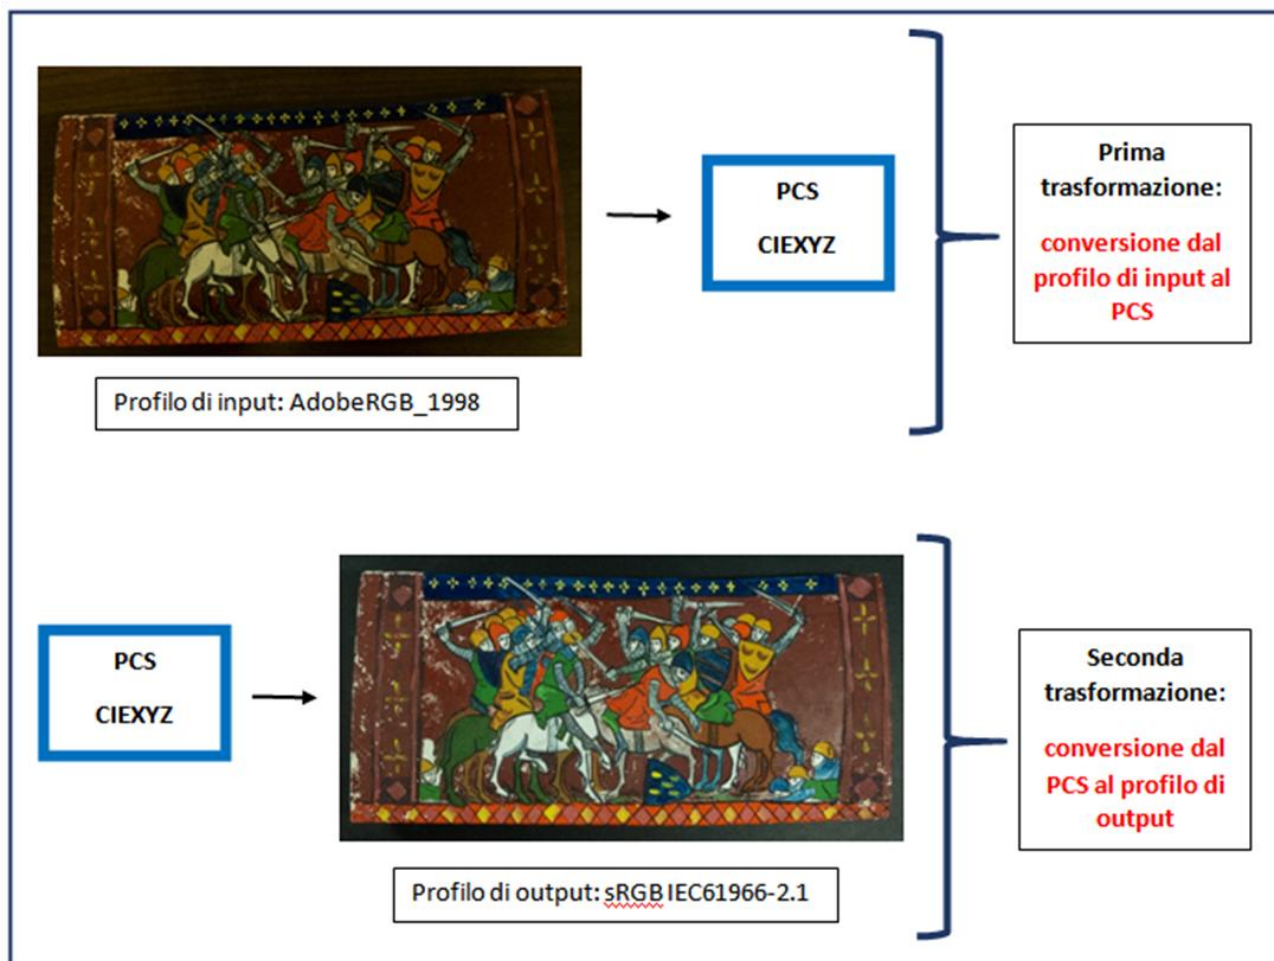 PCS
CIEXYZ
Prima
trasformazione:
conversione dal
profilo di input al
PCS
Profilo di input: AdobeRGB_1998
PCS
CIEXYZ
Seconda
trasformazione:
conversione dal
PCS al profilo di
output
Profilo di output: sRGB IEC61966-2.1